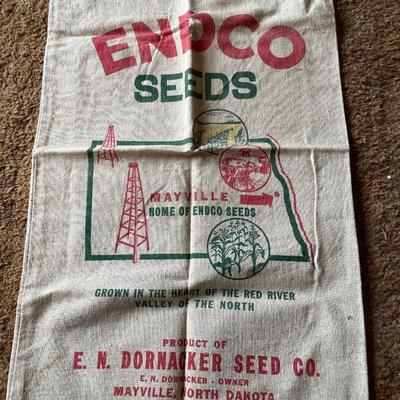 ENDCO
SEEDS
MAYVILLE
HOME OF ENDCO SEEDS
GROWN IN THE HEART OF THE RED RIVER
VALLEY OF THE NORTH
PRODUCT OF
E. N. DORNACKER SEED CO.
E. N. DORNACKER - OWNER
MAYVILLE, NORTH DAKOTA